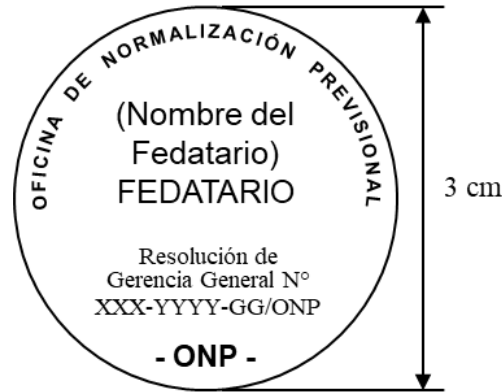 OFICINA DE NORMALIZACIÓN PREVISIONAL
(Nombre del
Fedatario)
FEDATARIO
Resolución de
Gerencia General N°
XXX-YYYY-GG/ONP
- ONP -
3 cm